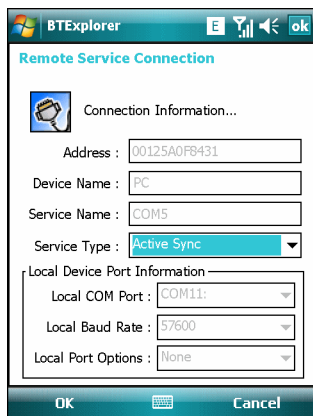 BTExplorer E ok
Remote Service Connection
Connection Information...
Address : 00125A0F8431
Device Name : PC
Service Name : COM5
Service Type : Active Sync
Local Device Port Information
Local COM Port : COM11:
Local Baud Rate : 57600
Local Port Options : None
OK Cancel